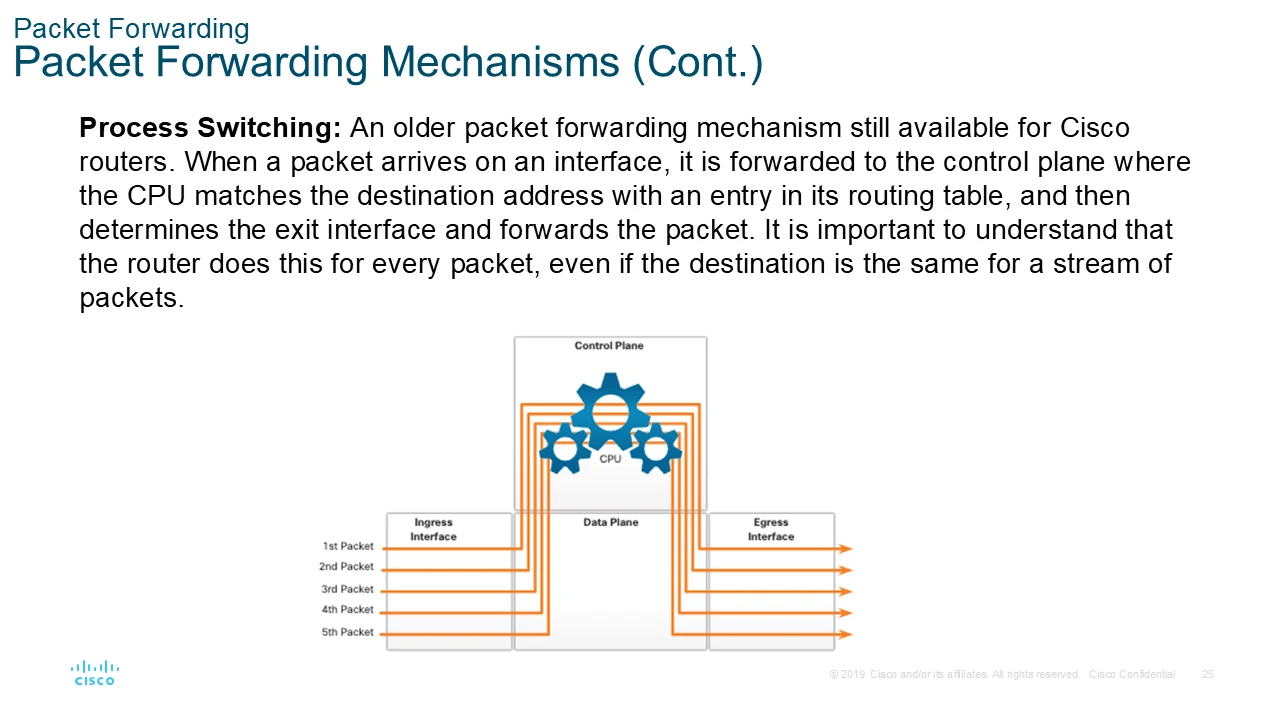 Packet Forwarding
Packet Forwarding Mechanisms (Cont.)
Process Switching: An older packet forwarding mechanism still available for Cisco
routers. When a packet arrives on an interface, it is forwarded to the control plane where
the CPU matches the destination address with an entry in its routing table, and then
determines the exit interface and forwards the packet. It is important to understand that
the router does this for every packet, even if the destination is the same for a stream of
packets.
Control Plane
CPU
Ingress
Interface
Data Plane
Egress
Interface
1st Packet
2nd Packet
3rd Packet
4th Packet
5th Packet
CISCO
© 2019 Cisco and/or its affiliates. All rights reserved. Cisco Confidential
25